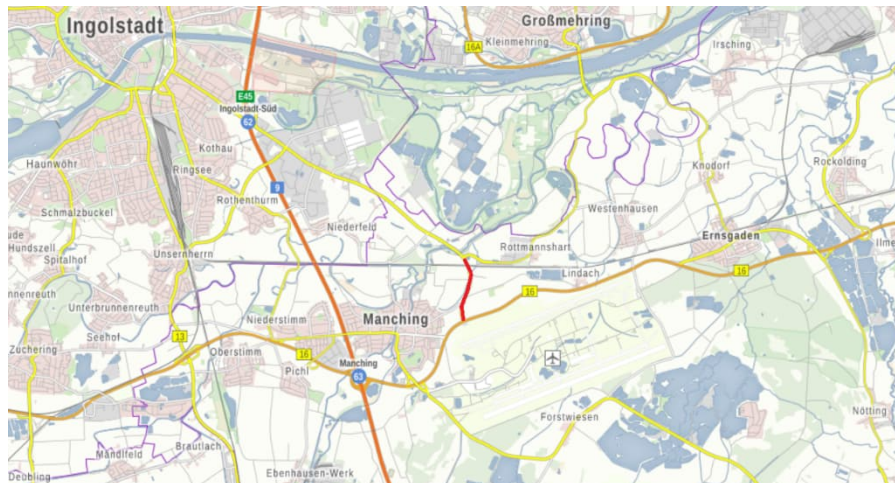 Ingolstadt
Großmehring
16A
Kleinmehring
Irsching
E45
Ingolstadt-Süd
62
Kothau
Haunwöhr
Ringsee
Knodorf
Rockolding
9
Rothenthurm
Schmalzbuckel
Westenhausen
Niederfeld
Hundszell
Spitalhof
Unsernherrn
Rottmannshart
Ernsgaden
Ilme
Lindach
16
16
nnenreuth
Unterbrunnenreuth
Niederstimm
Manching
Seehof
13
Zuchering
Oberstimm
16
Pichl
Manching
63
Forstwiesen
Nötting
Brautlach
Mändlfeld
Ebenhausen-Werk